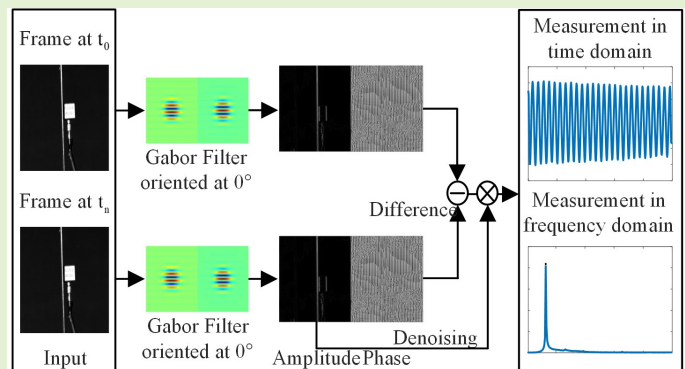 Frame at t0
Frame at tn
Input
Gabor Filter
oriented at 0°
Gabor Filter
oriented at 0°
Amplitude Phase
Difference
Denoising
Measurement in
time domain
Measurement in
frequency domain